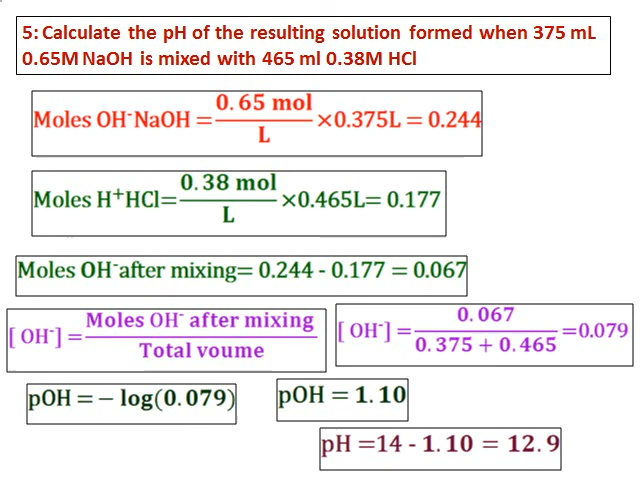 5: Calculate the pH of the resulting solution formed when 375 mL
0.65M NaOH is mixed with 465 ml 0.38M HCl
Moles OH⁻NaOH = 0.65 mol / L ×0.375L = 0.244
Moles H⁺HCl= 0.38 mol / L ×0.465L= 0.177
Moles OH⁻after mixing= 0.244 - 0.177 = 0.067
[ OH⁻] = Moles OH⁻ after mixing / Total voume
[ OH⁻] = 0.067 / 0.375 + 0.465 =0.079
pOH = − log(0.079)
pOH = 1.10
pH =14 - 1.10 = 12.9